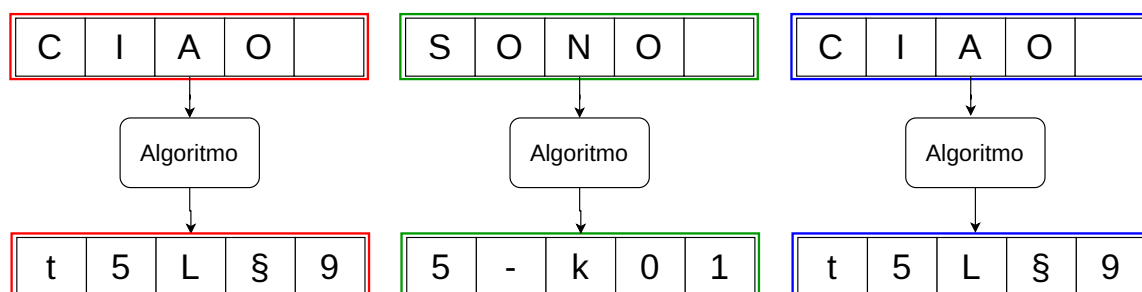 C I A O S O N O C I A O
Algoritmo Algoritmo Algoritmo
t 5 L § 9 5 - k 0 1 t 5 L § 9